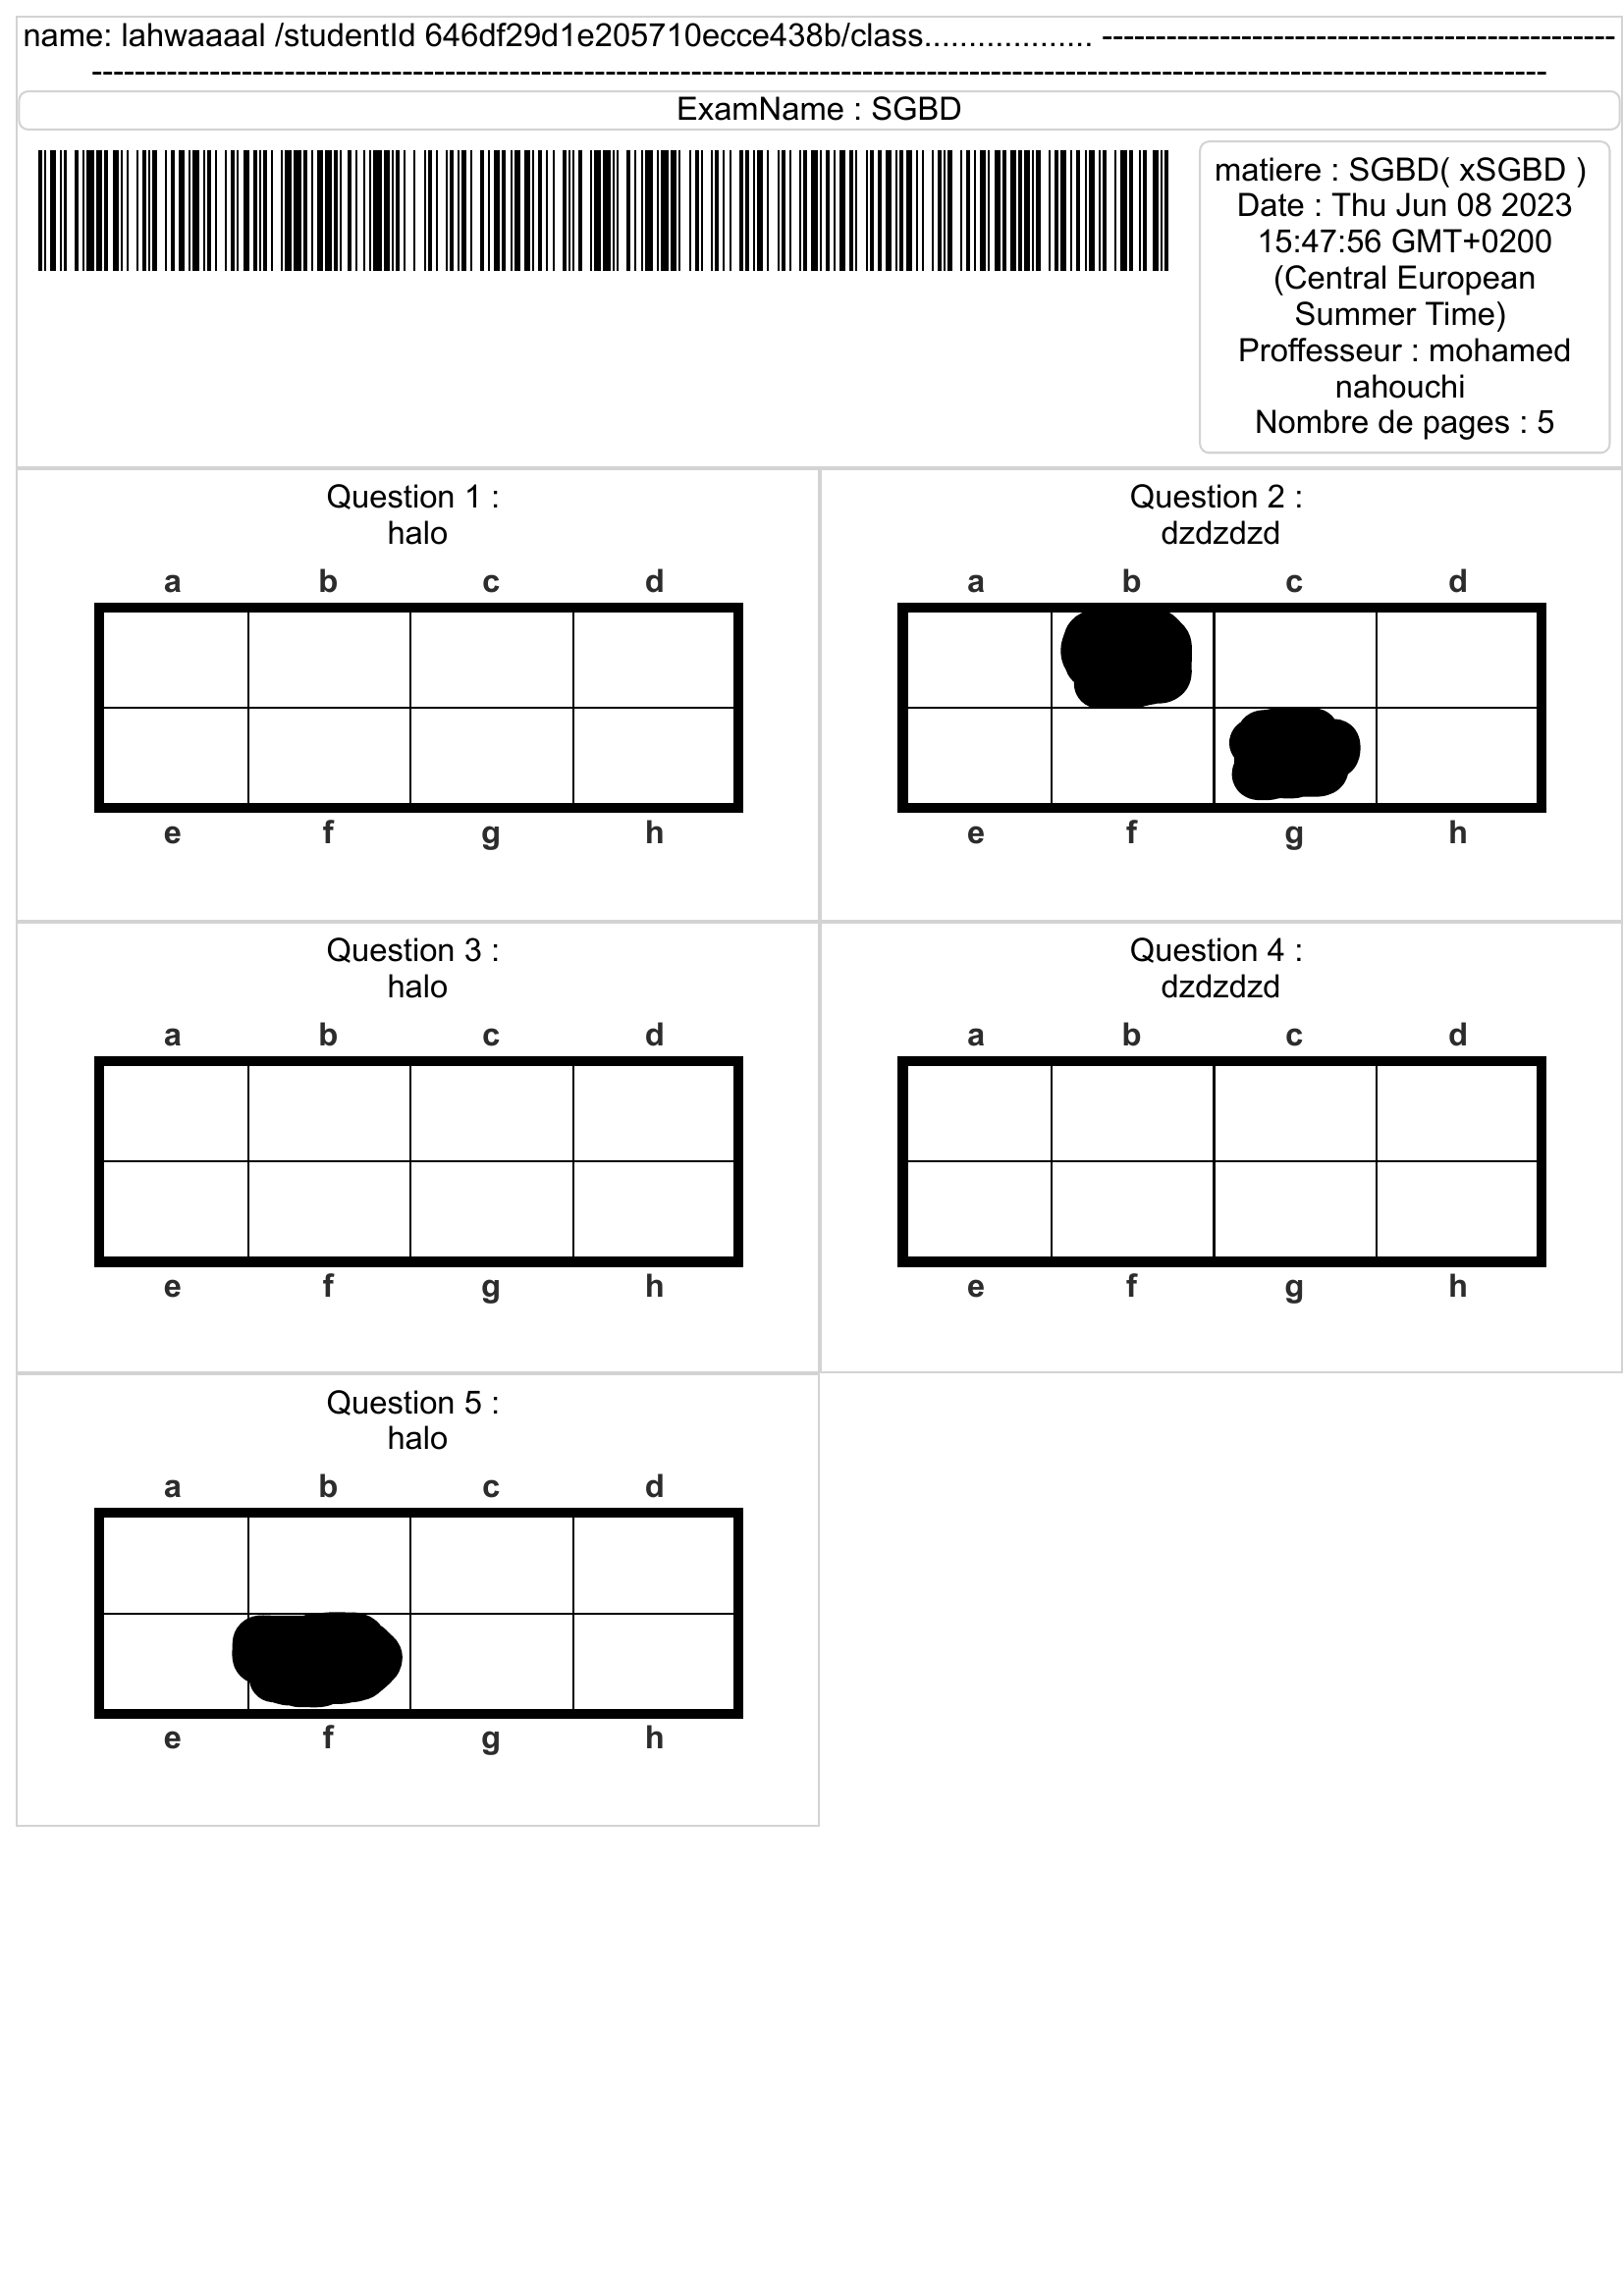 name: lahwaaaal /studentId 646df29d1e205710ecce438b/class................... ------------------------------------------------
----------------------------------------------------------------------------------------------------------------------------------------
ExamName : SGBD
matiere : SGBD( xSGBD )
Date : Thu Jun 08 2023
15:47:56 GMT+0200
(Central European
Summer Time)
Proffesseur : mohamed
nahouchi
Nombre de pages : 5
Question 1 :
halo
a b c d
e f g h
Question 2 :
dzdzdzd
a b c d
e f g h
Question 3 :
halo
a b c d
e f g h
Question 4 :
dzdzdzd
a b c d
e f g h
Question 5 :
halo
a b c d
e f g h